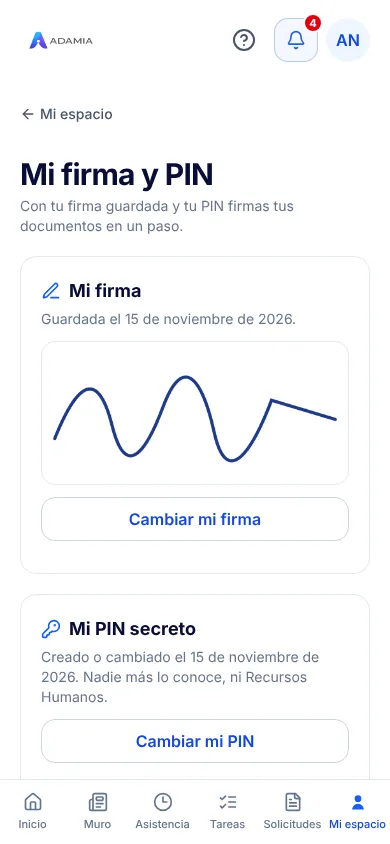 ADAMIA
4
AN
Mi espacio
Mi firma y PIN
Con tu firma guardada y tu PIN firmas tus
documentos en un paso.
Mi firma
Guardada el 15 de noviembre de 2026.
Cambiar mi firma
Mi PIN secreto
Creado o cambiado el 15 de noviembre de
2026. Nadie más lo conoce, ni Recursos
Humanos.
Cambiar mi PIN
Inicio
Muro
Asistencia
Tareas
Solicitudes
Mi espacio